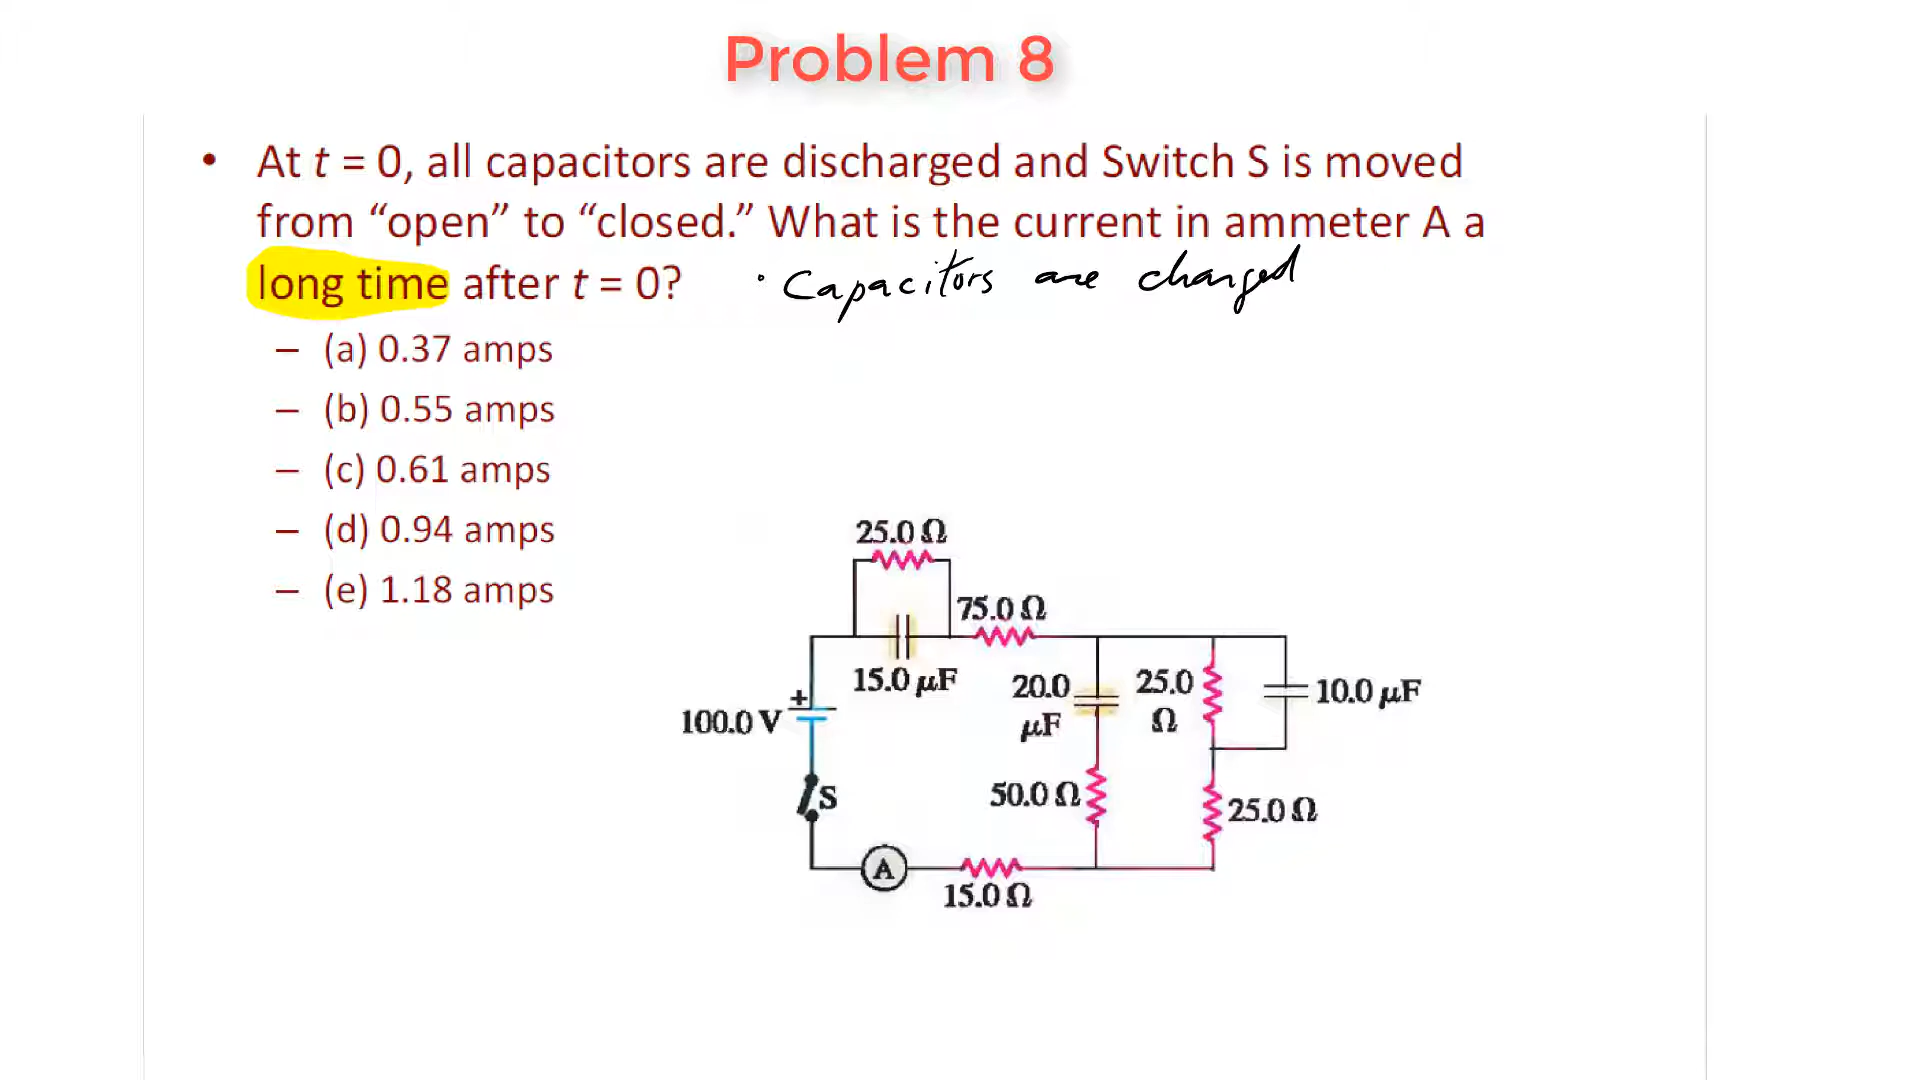 Problem 8
• At t = 0, all capacitors are discharged and Switch S is moved
from “open” to “closed.” What is the current in ammeter A a
long time after t = 0? · Capacitors are charged
– (a) 0.37 amps
– (b) 0.55 amps
– (c) 0.61 amps
– (d) 0.94 amps
– (e) 1.18 amps
25.0 Ω
75.0 Ω
15.0 μF
20.0 μF
25.0 Ω
10.0 μF
+
100.0 V
S
50.0 Ω
25.0 Ω
A
15.0 Ω